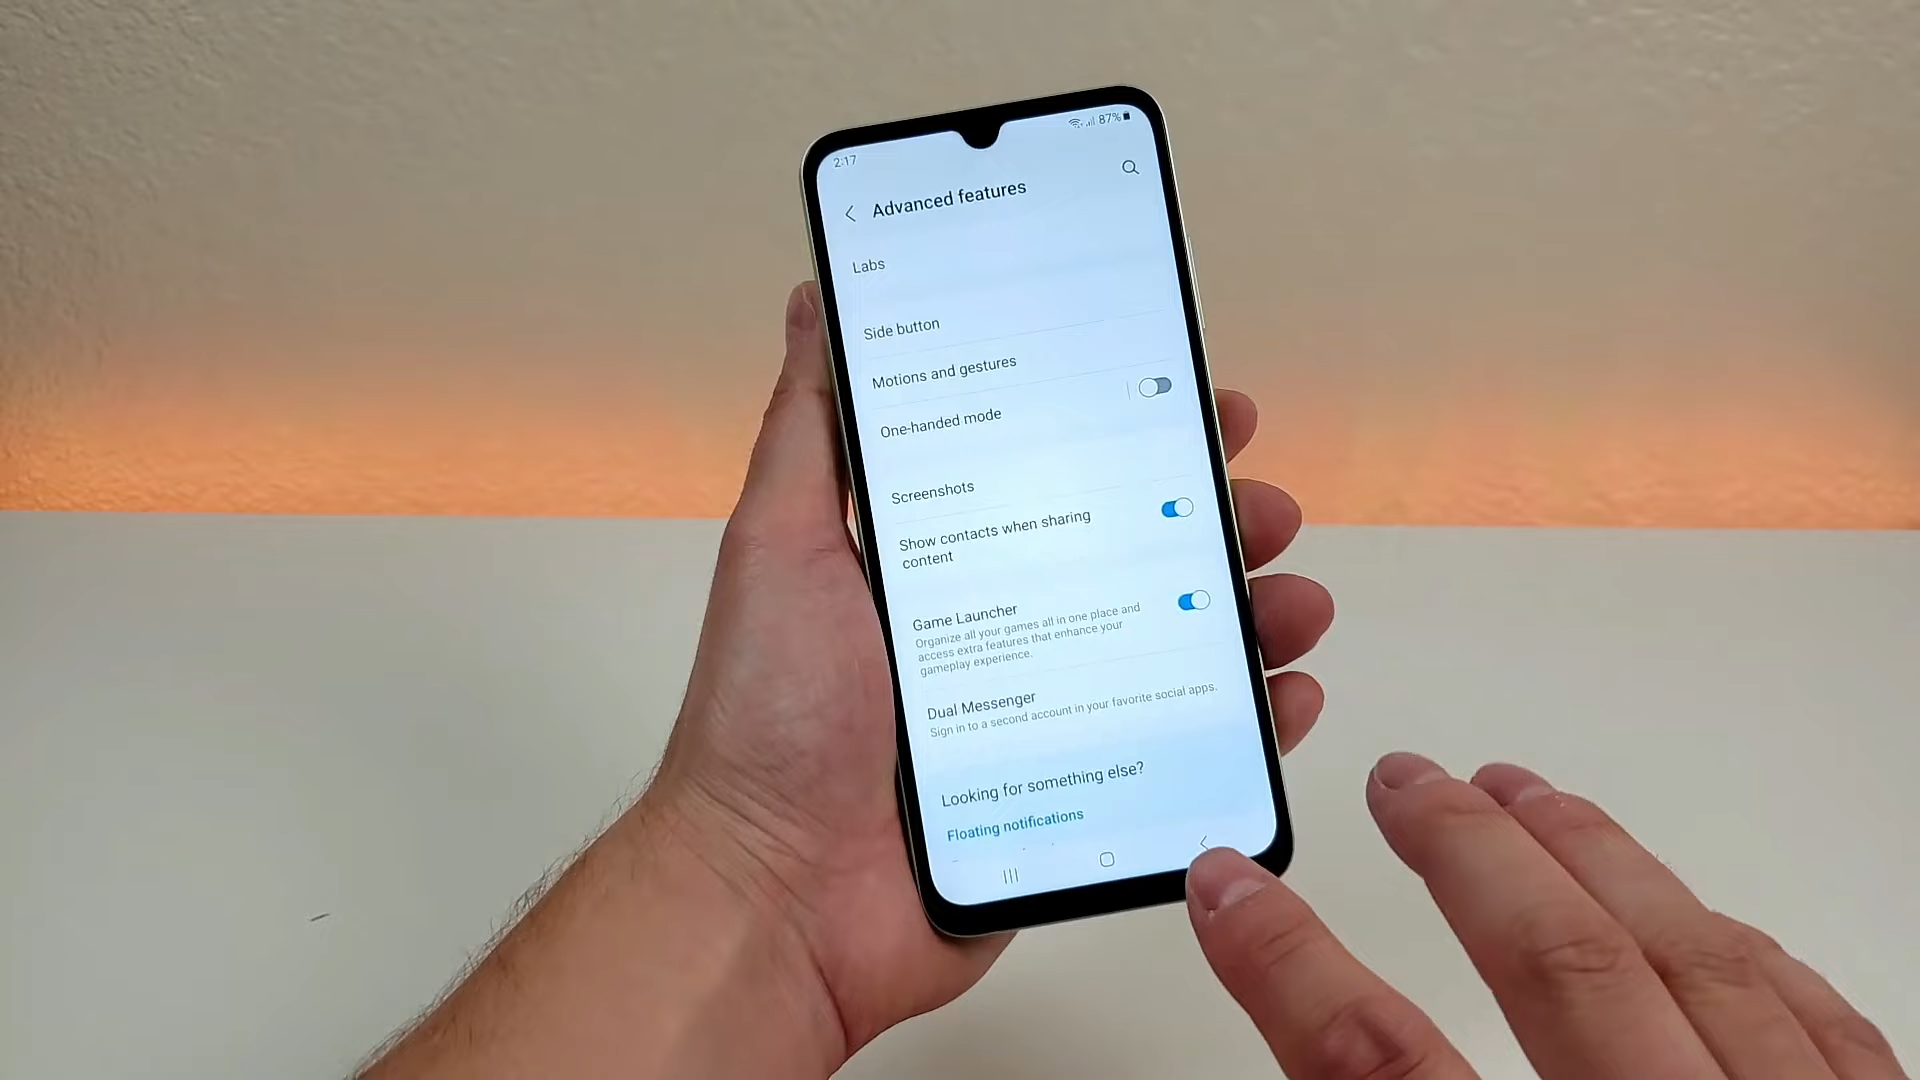 2:17
87%
Advanced features
Labs
Side button
Motions and gestures
One-handed mode
Screenshots
Show contacts when sharing
content
Game Launcher
Organize all your games all in one place and
access extra features that enhance your
gameplay experience.
Dual Messenger
Sign in to a second account in your favorite social apps.
Looking for something else?
Floating notifications